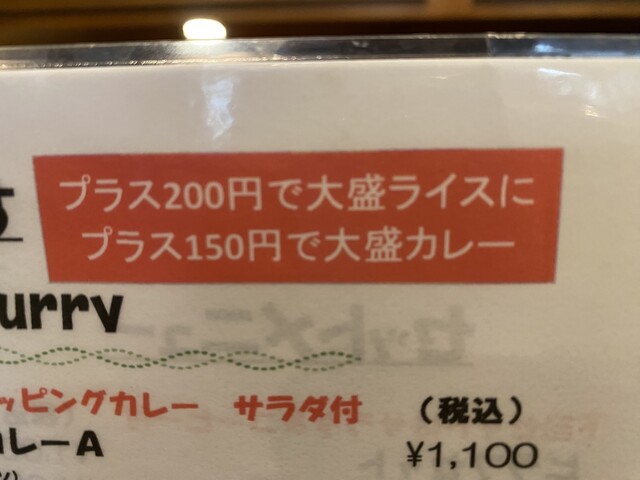 プラス200円で大盛ライスに
プラス150円で大盛カレー
urry
ッピングカレー サラダ付 (税込)
カレーA ¥1,100